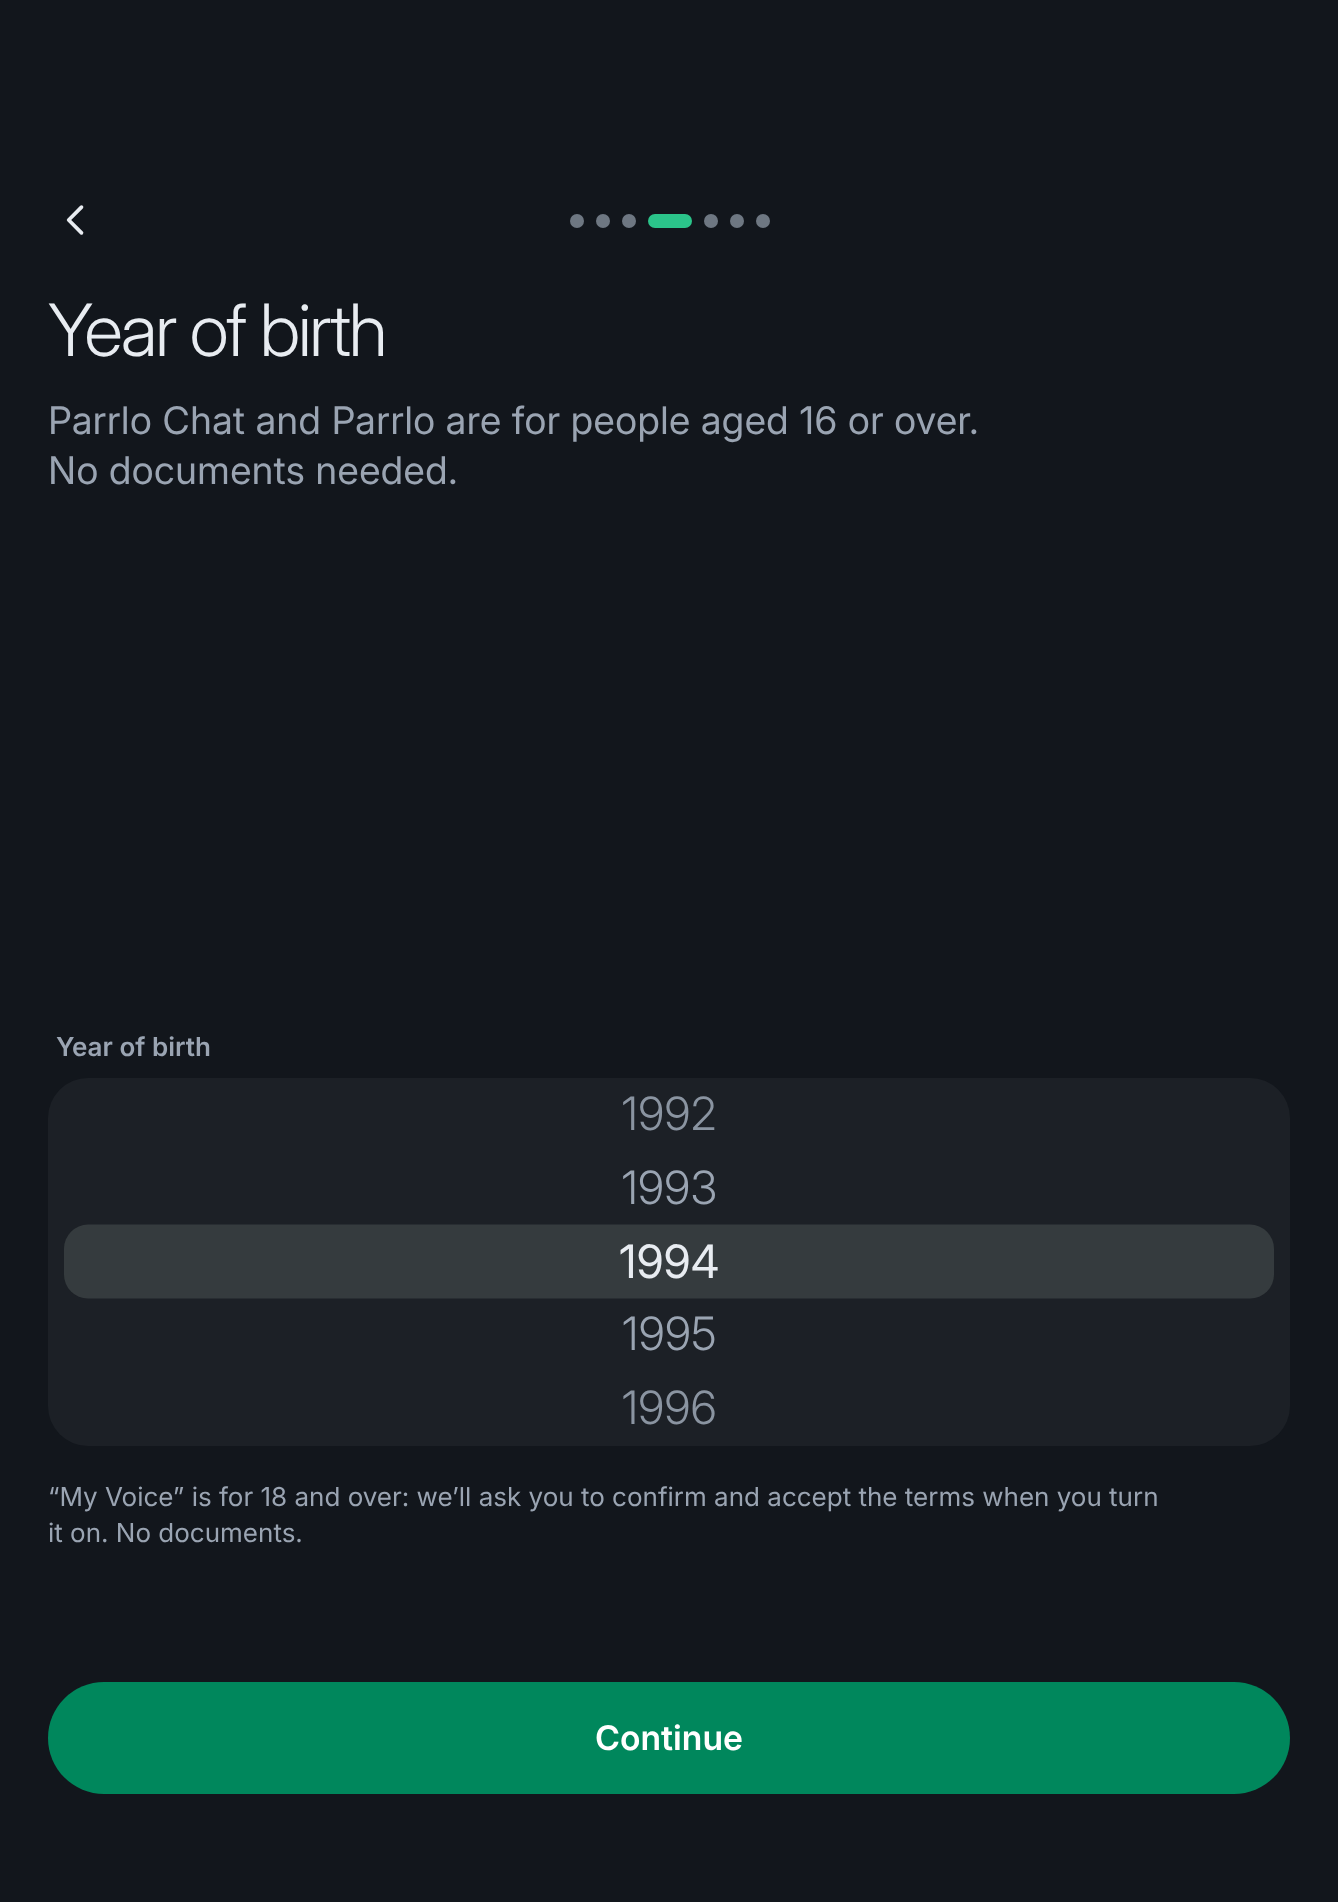 Year of birth
Parrlo Chat and Parrlo are for people aged 16 or over.
No documents needed.
Year of birth
1992
1993
1994
1995
1996
“My Voice” is for 18 and over: we’ll ask you to confirm and accept the terms when you turn
it on. No documents.
Continue